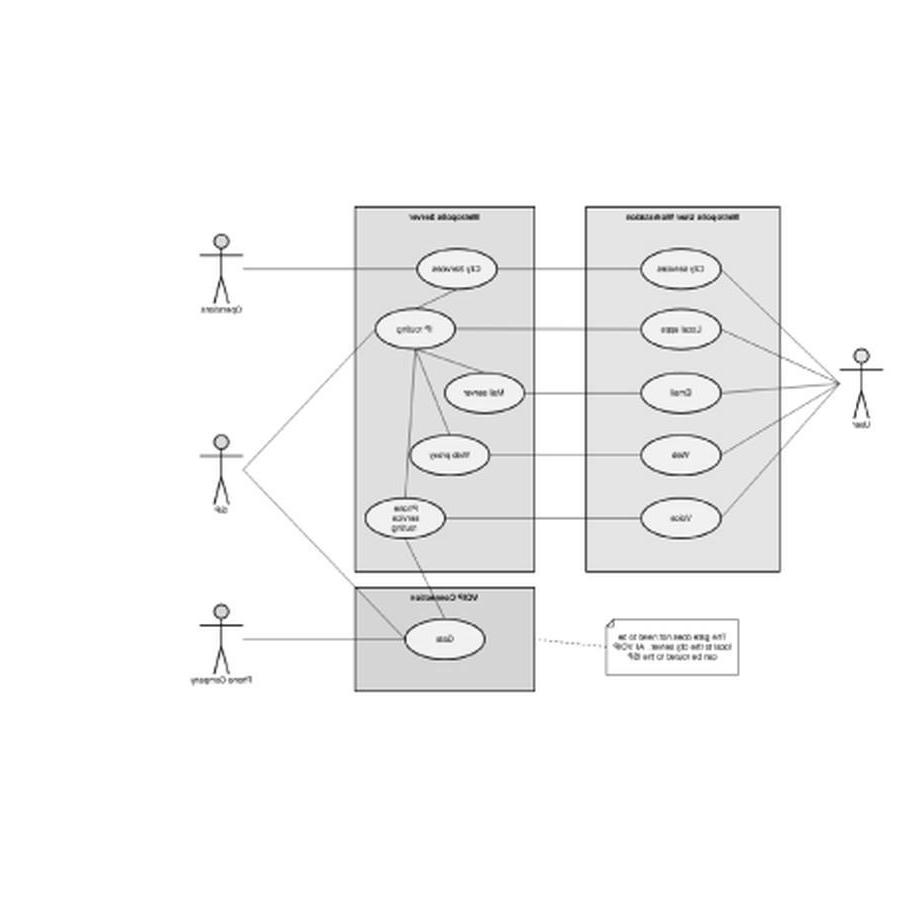 Metropolis Server
Metropolis User Workstation
City Services
City services
Operations
IP routing
Local apps
Mail server
Email
User
Web proxy
Web
ISP
Phone
service
routing
Voice
VOIP Connection
Gate
The gate does not need to be
local to the city server. All VOIP
can be routed to the ISP
Phone Company